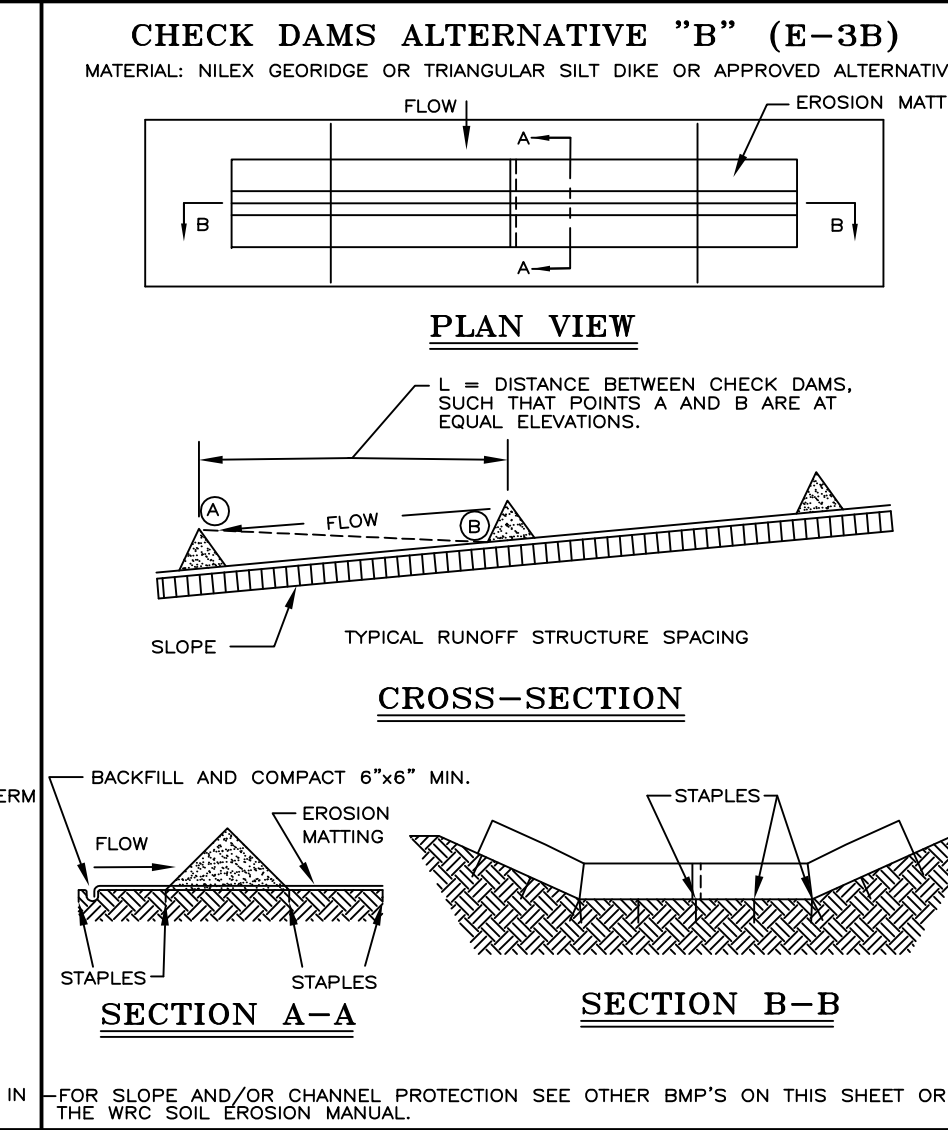 CHECK DAMS ALTERNATIVE "B" (E-3B)
MATERIAL: NILEX GEORIDGE OR TRIANGULAR SILT DIKE OR APPROVED ALTERNATIV
FLOW
EROSION MATT
A
B
B
A
PLAN VIEW
L = DISTANCE BETWEEN CHECK DAMS,
SUCH THAT POINTS A AND B ARE AT
EQUAL ELEVATIONS.
A
FLOW
B
SLOPE
TYPICAL RUNOFF STRUCTURE SPACING
CROSS-SECTION
BACKFILL AND COMPACT 6"x6" MIN.
ERM
EROSION
MATTING
FLOW
STAPLES
STAPLES
STAPLES
SECTION A-A
SECTION B-B
IN
-FOR SLOPE AND/OR CHANNEL PROTECTION SEE OTHER BMP'S ON THIS SHEET OR
THE WRC SOIL EROSION MANUAL.